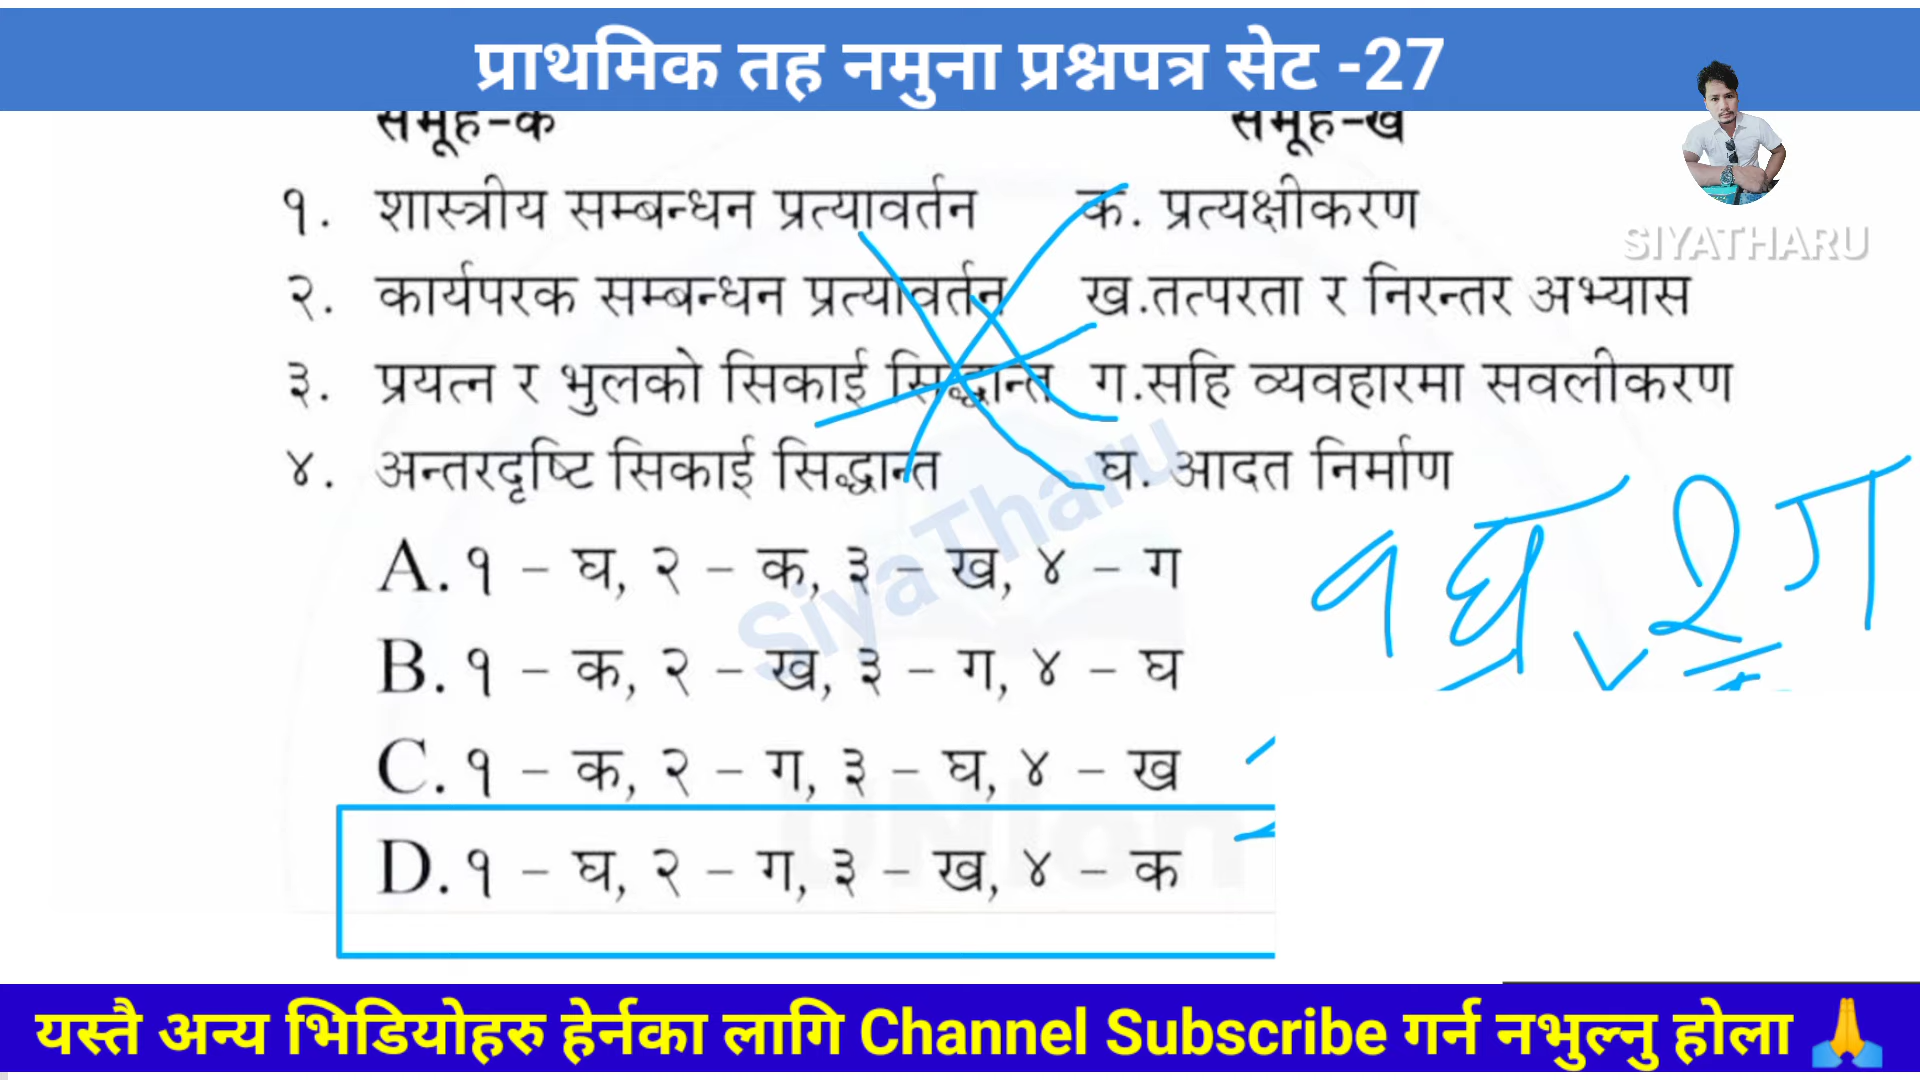 प्राथमिक तह नमुना प्रश्नपत्र सेट -27
समूह-क समूह-ख
SIYATHARU
१. शास्त्रीय सम्बन्धन प्रत्यावर्तन क. प्रत्यक्षीकरण
२. कार्यपरक सम्बन्धन प्रत्यावर्तन ख.तत्परता र निरन्तर अभ्यास
३. प्रयत्न र भुलको सिकाई सिद्धान्त ग.सहि व्यवहारमा सवलीकरण
४. अन्तरदृष्टि सिकाई सिद्धान्त घ. आदत निर्माण
SiyaTharu
A. १ – घ, २ – क, ३ – ख, ४ – ग
१ घ, २ ग
B. १ – क, २ – ख, ३ – ग, ४ – घ
C. १ – क, २ – ग, ३ – घ, ४ – ख
D. १ – घ, २ – ग, ३ – ख, ४ – क
यस्तै अन्य भिडियोहरु हेर्नका लागि Channel Subscribe गर्न नभुल्नु होला 🙏